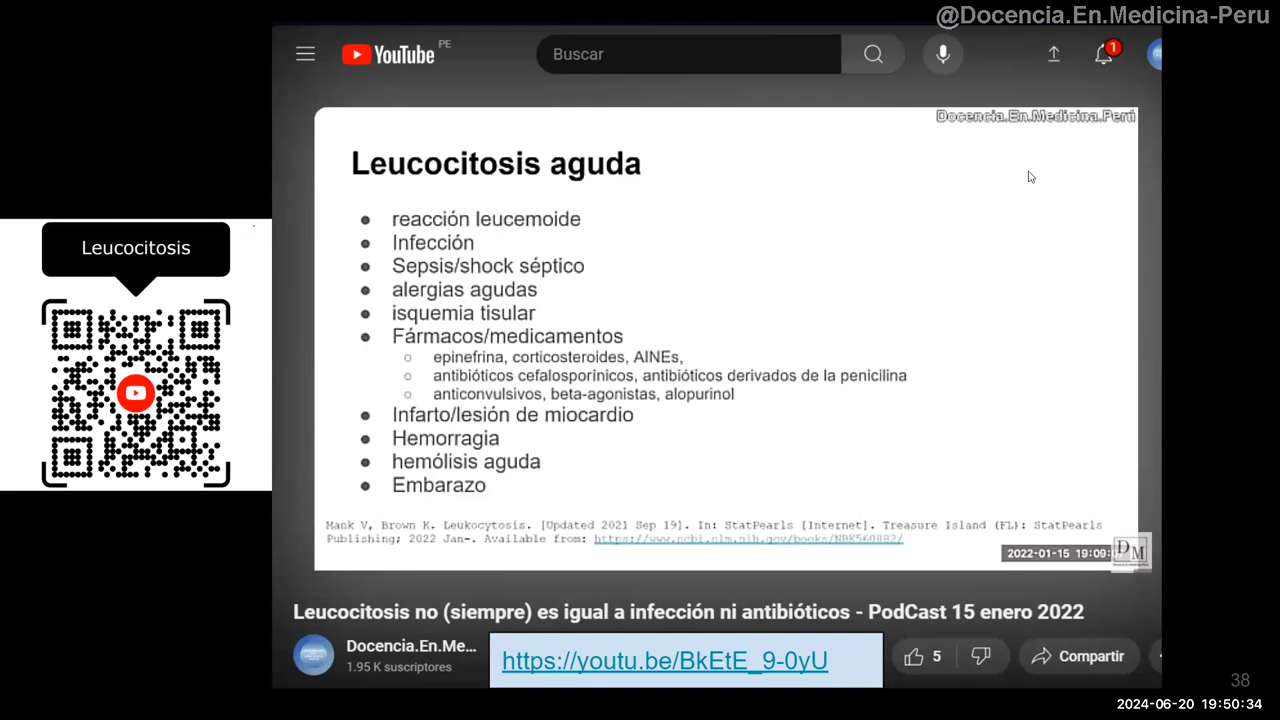 @Docencia.En.Medicina-Peru
YouTube PE
Buscar
1
Docencia.En.Medicina.Perú
Leucocitosis aguda
reacción leucemoide
Infección
Sepsis/shock séptico
alergias agudas
isquemia tisular
Fármacos/medicamentos
epinefrina, corticosteroides, AINEs,
antibióticos cefalosporínicos, antibióticos derivados de la penicilina
anticonvulsivos, beta-agonistas, alopurinol
Infarto/lesión de miocardio
Hemorragia
hemólisis aguda
Embarazo
Mank V, Brown K. Leukocytosis. [Updated 2021 Sep 19]. In: StatPearls [Internet]. Treasure Island (FL): StatPearls
Publishing; 2022 Jan-. Available from: https://www.ncbi.nlm.nih.gov/books/NBK560882/
2022-01-15 19:09:
DM
Leucocitosis
Leucocitosis no (siempre) es igual a infección ni antibióticos - PodCast 15 enero 2022
Docencia.En.Me...
1.95 K suscriptores
https://youtu.be/BkEtE_9-0yU
5
Compartir
38
2024-06-20 19:50:34